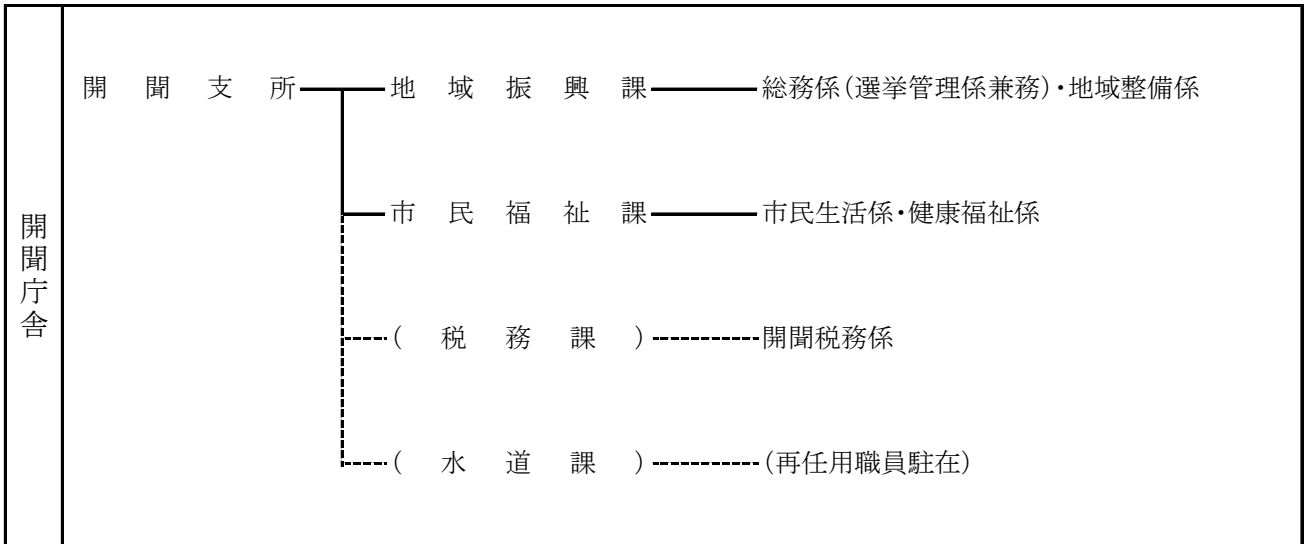 開聞庁舎
開聞支所 地域振興課 総務係(選挙管理係兼務)・地域整備係
市民福祉課 市民生活係・健康福祉係
(税務課) 開聞税務係
(水道課) (再任用職員駐在)